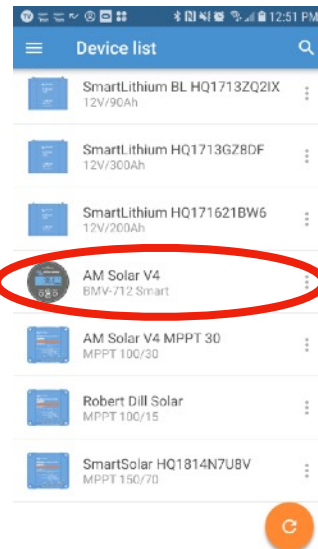 12:51 PM
Device list
SmartLithium BL HQ1713ZQ2IX
12V/90Ah
SmartLithium HQ1713GZ8DF
12V/300Ah
SmartLithium HQ171621BW6
12V/200Ah
AM Solar V4
BMV-712 Smart
AM Solar V4 MPPT 30
MPPT 100/30
Robert Dill Solar
MPPT 100/15
SmartSolar HQ1814N7U8V
MPPT 150/70